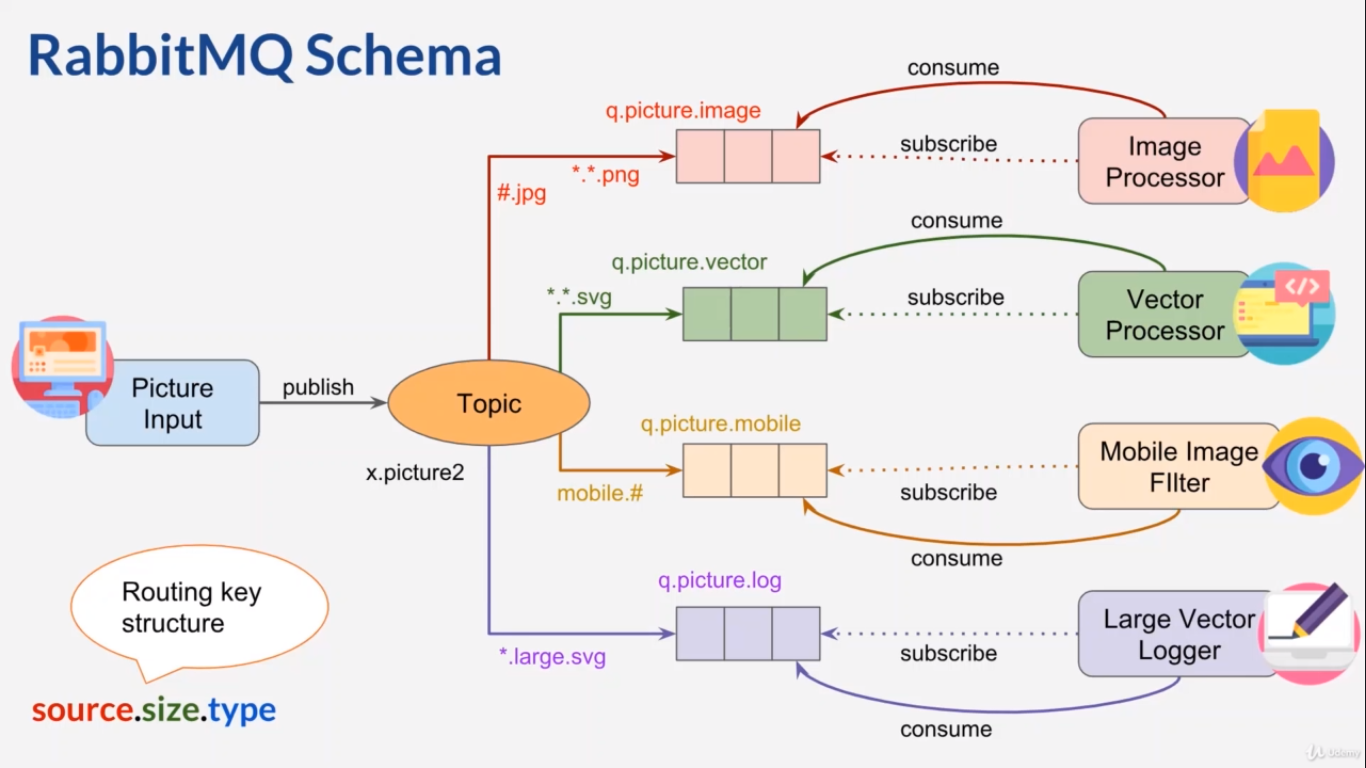 RabbitMQ Schema
consume
q.picture.image
subscribe
Image
Processor
*.*.png
#.jpg
consume
q.picture.vector
*.*.svg
subscribe
Vector
Processor
Picture
Input
publish
Topic
x.picture2
q.picture.mobile
mobile.#
subscribe
Mobile Image
FIlter
consume
q.picture.log
*.large.svg
subscribe
Large Vector
Logger
consume
Routing key
structure
source.size.type
</>
Udemy